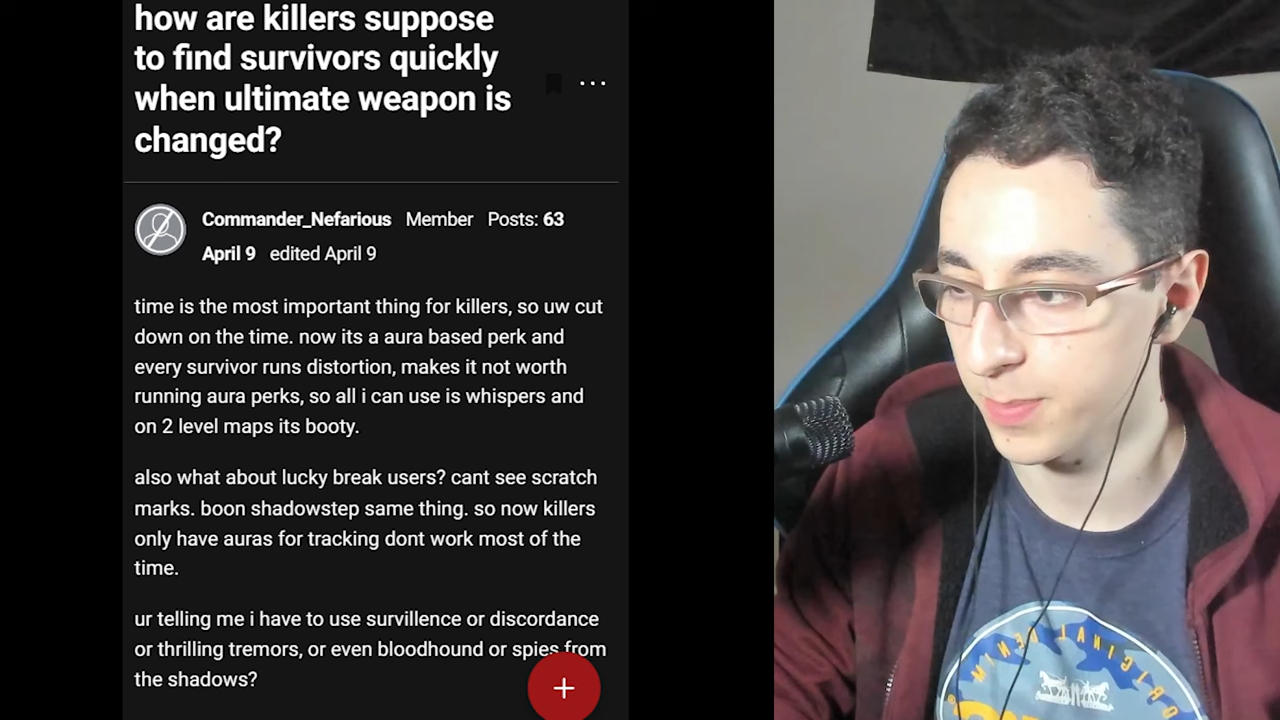 how are killers suppose
to find survivors quickly
when ultimate weapon is
changed?
Commander_Nefarious Member Posts: 63
April 9 edited April 9
time is the most important thing for killers, so uw cut
down on the time. now its a aura based perk and
every survivor runs distortion, makes it not worth
running aura perks, so all i can use is whispers and
on 2 level maps its booty.
also what about lucky break users? cant see scratch
marks. boon shadowstep same thing. so now killers
only have auras for tracking dont work most of the
time.
ur telling me i have to use survillence or discordance
or thrilling tremors, or even bloodhound or spies from
the shadows?
ORIGINAL DENIM